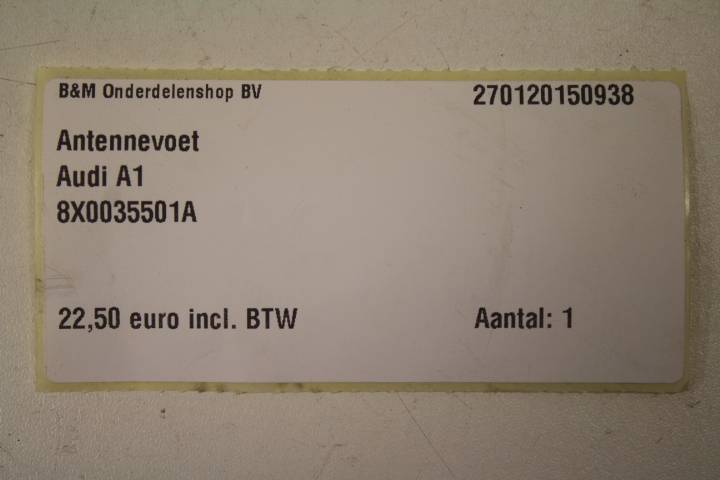 B&M Onderdelenshop BV 270120150938
Antennevoet
Audi A1
8X0035501A
22,50 euro incl. BTW Aantal: 1